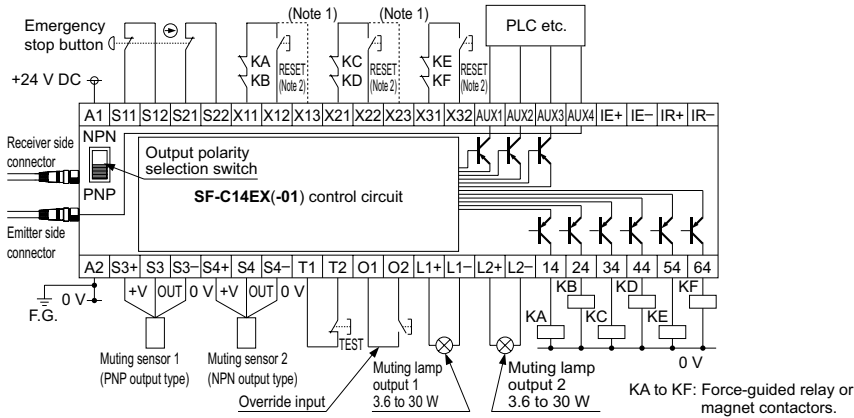 (Note 1) (Note 1)
Emergency
stop button
PLC etc.
+24 V DC
KA
KB
RESET
(Note 2)
KC
KD
RESET
(Note 2)
KE
KF
RESET
(Note 2)
A1 S11 S12 S21 S22 X11 X12 X13 X21 X22 X23 X31 X32 AUX1 AUX2 AUX3 AUX4 IE+ IE– IR+ IR–
NPN
PNP
Receiver side
connector
Output polarity
selection switch
SF-C14EX(-01) control circuit
Emitter side
connector
A2 S3+ S3 S3– S4+ S4 S4– T1 T2 O1 O2 L1+ L1– L2+ L2– 14 24 34 44 54 64
0 V
F.G.
+V OUT 0 V +V OUT 0 V
TEST
KA KB KC KD KE KF
0 V
Muting sensor 1
(PNP output type)
Muting sensor 2
(NPN output type)
Override input
Muting lamp
output 1
3.6 to 30 W
Muting lamp
output 2
3.6 to 30 W
KA to KF: Force-guided relay or
magnet contactors.